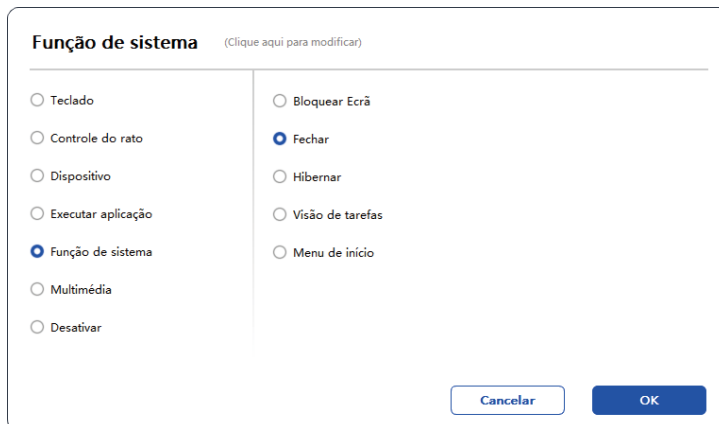 Função de sistema (Clique aqui para modificar)
Teclado
Controle do rato
Dispositivo
Executar aplicação
Função de sistema
Multimédia
Desativar
Bloquear Ecrã
Fechar
Hibernar
Visão de tarefas
Menu de início
Cancelar
OK